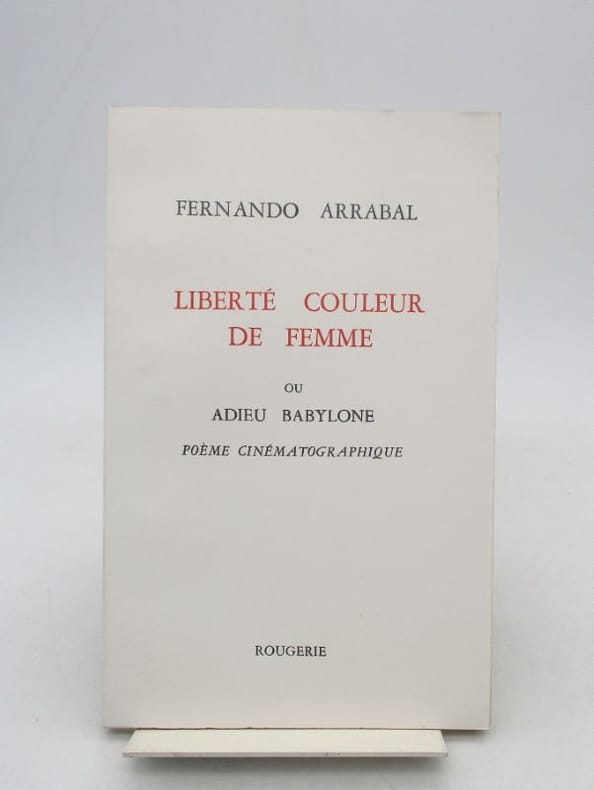 FERNANDO ARRABAL
LIBERTÉ COULEUR
DE FEMME
OU
ADIEU BABYLONE
POÈME CINÉMATOGRAPHIQUE
ROUGERIE